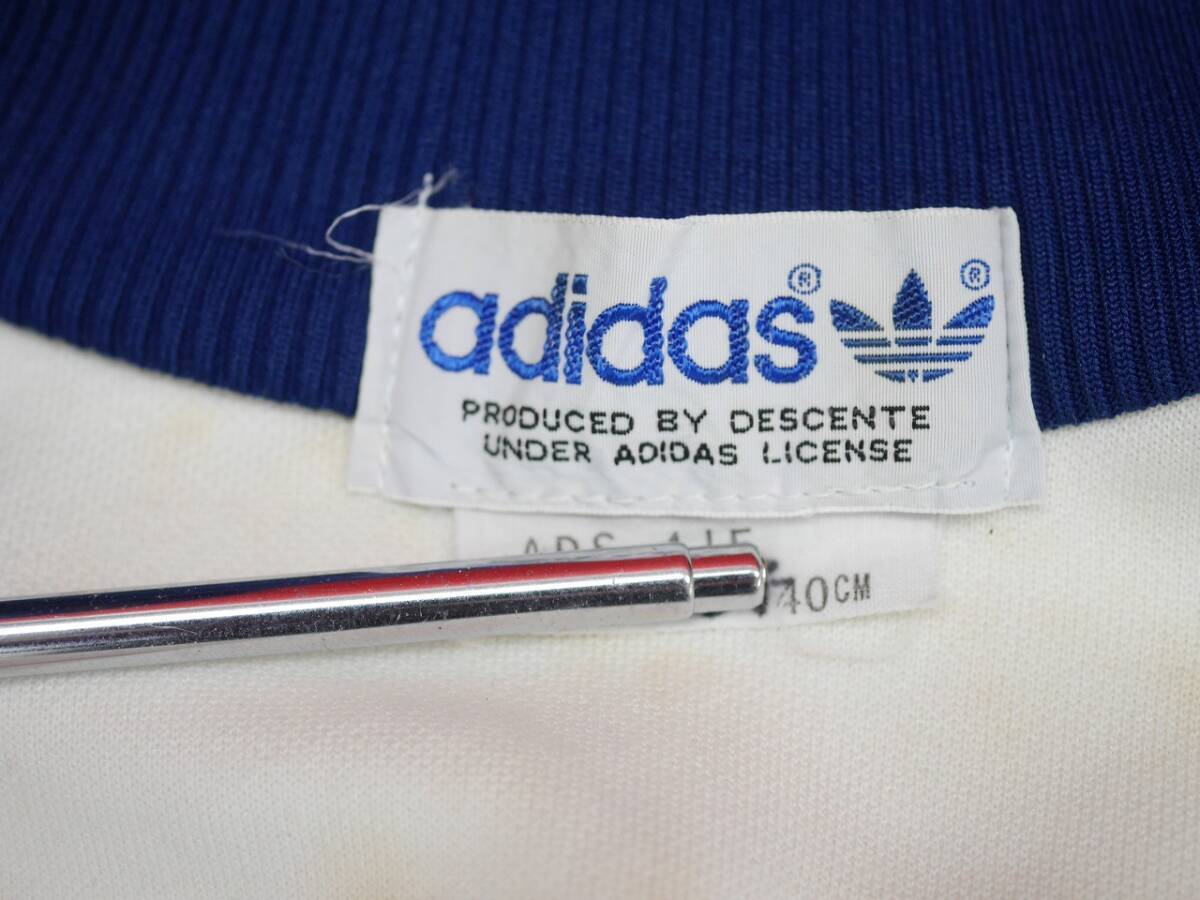 adidas®
®
PRODUCED BY DESCENTE
UNDER ADIDAS LICENSE
40CM